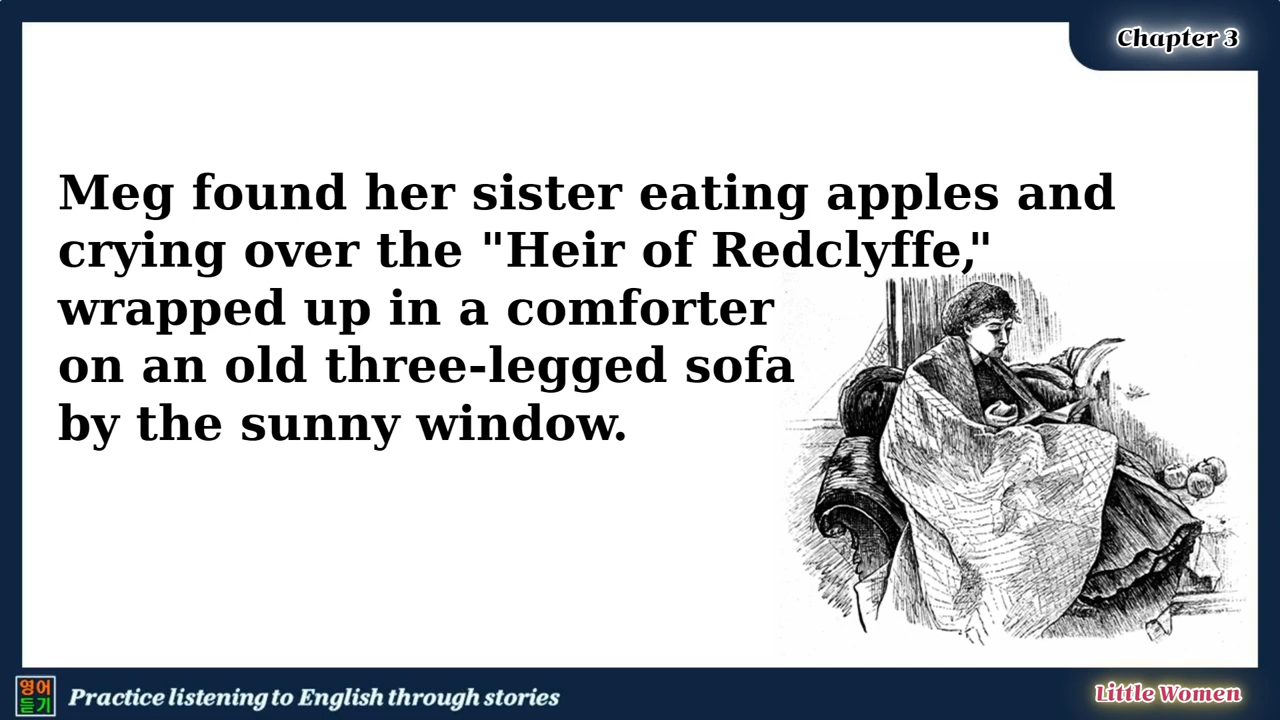 Chapter 3
Meg found her sister eating apples and
crying over the "Heir of Redclyffe,"
wrapped up in a comforter
on an old three-legged sofa
by the sunny window.
영어
듣기
Practice listening to English through stories
Little Women